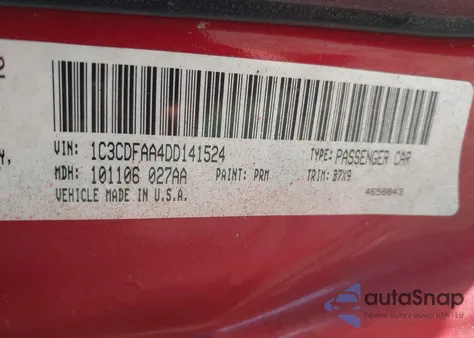 VIN: 1C3CDFAA4DD141524 TYPE: PASSENGER CAR
MDH: 101106 027AA PAINT: PRM TRIM: B7X9
VEHICLE MADE IN U.S.A. 4658843
autoSnap